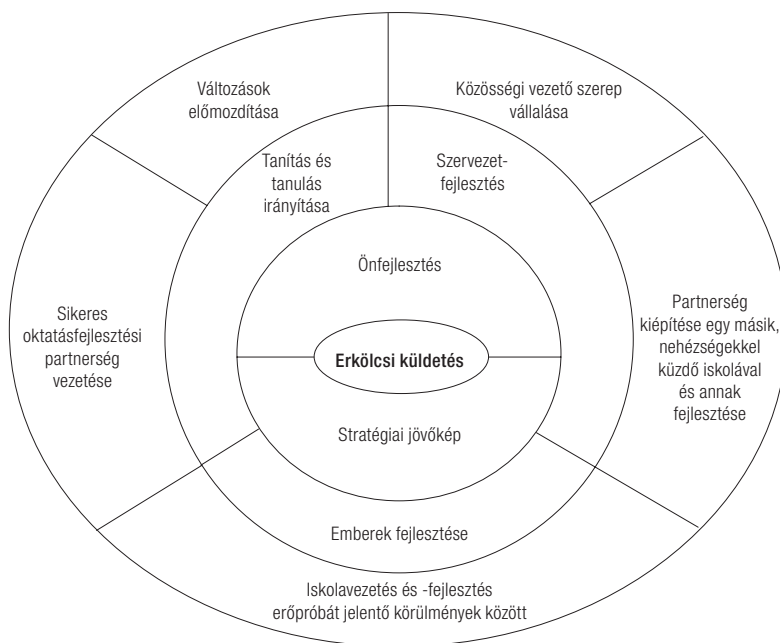 Változások
előmozdítása
Közösségi vezető szerep
vállalása
Tanítás és
tanulás
irányítása
Szervezet-
fejlesztés
Önfejlesztés
Sikeres
oktatásfejlesztési
partnerség
vezetése
Erkölcsi küldetés
Partnerség
kiépítése egy másik,
nehézségekkel
küzdő iskolával
és annak
fejlesztése
Stratégiai jövőkép
Emberek fejlesztése
Iskolavezetés és -fejlesztés
erőpróbát jelentő körülmények között